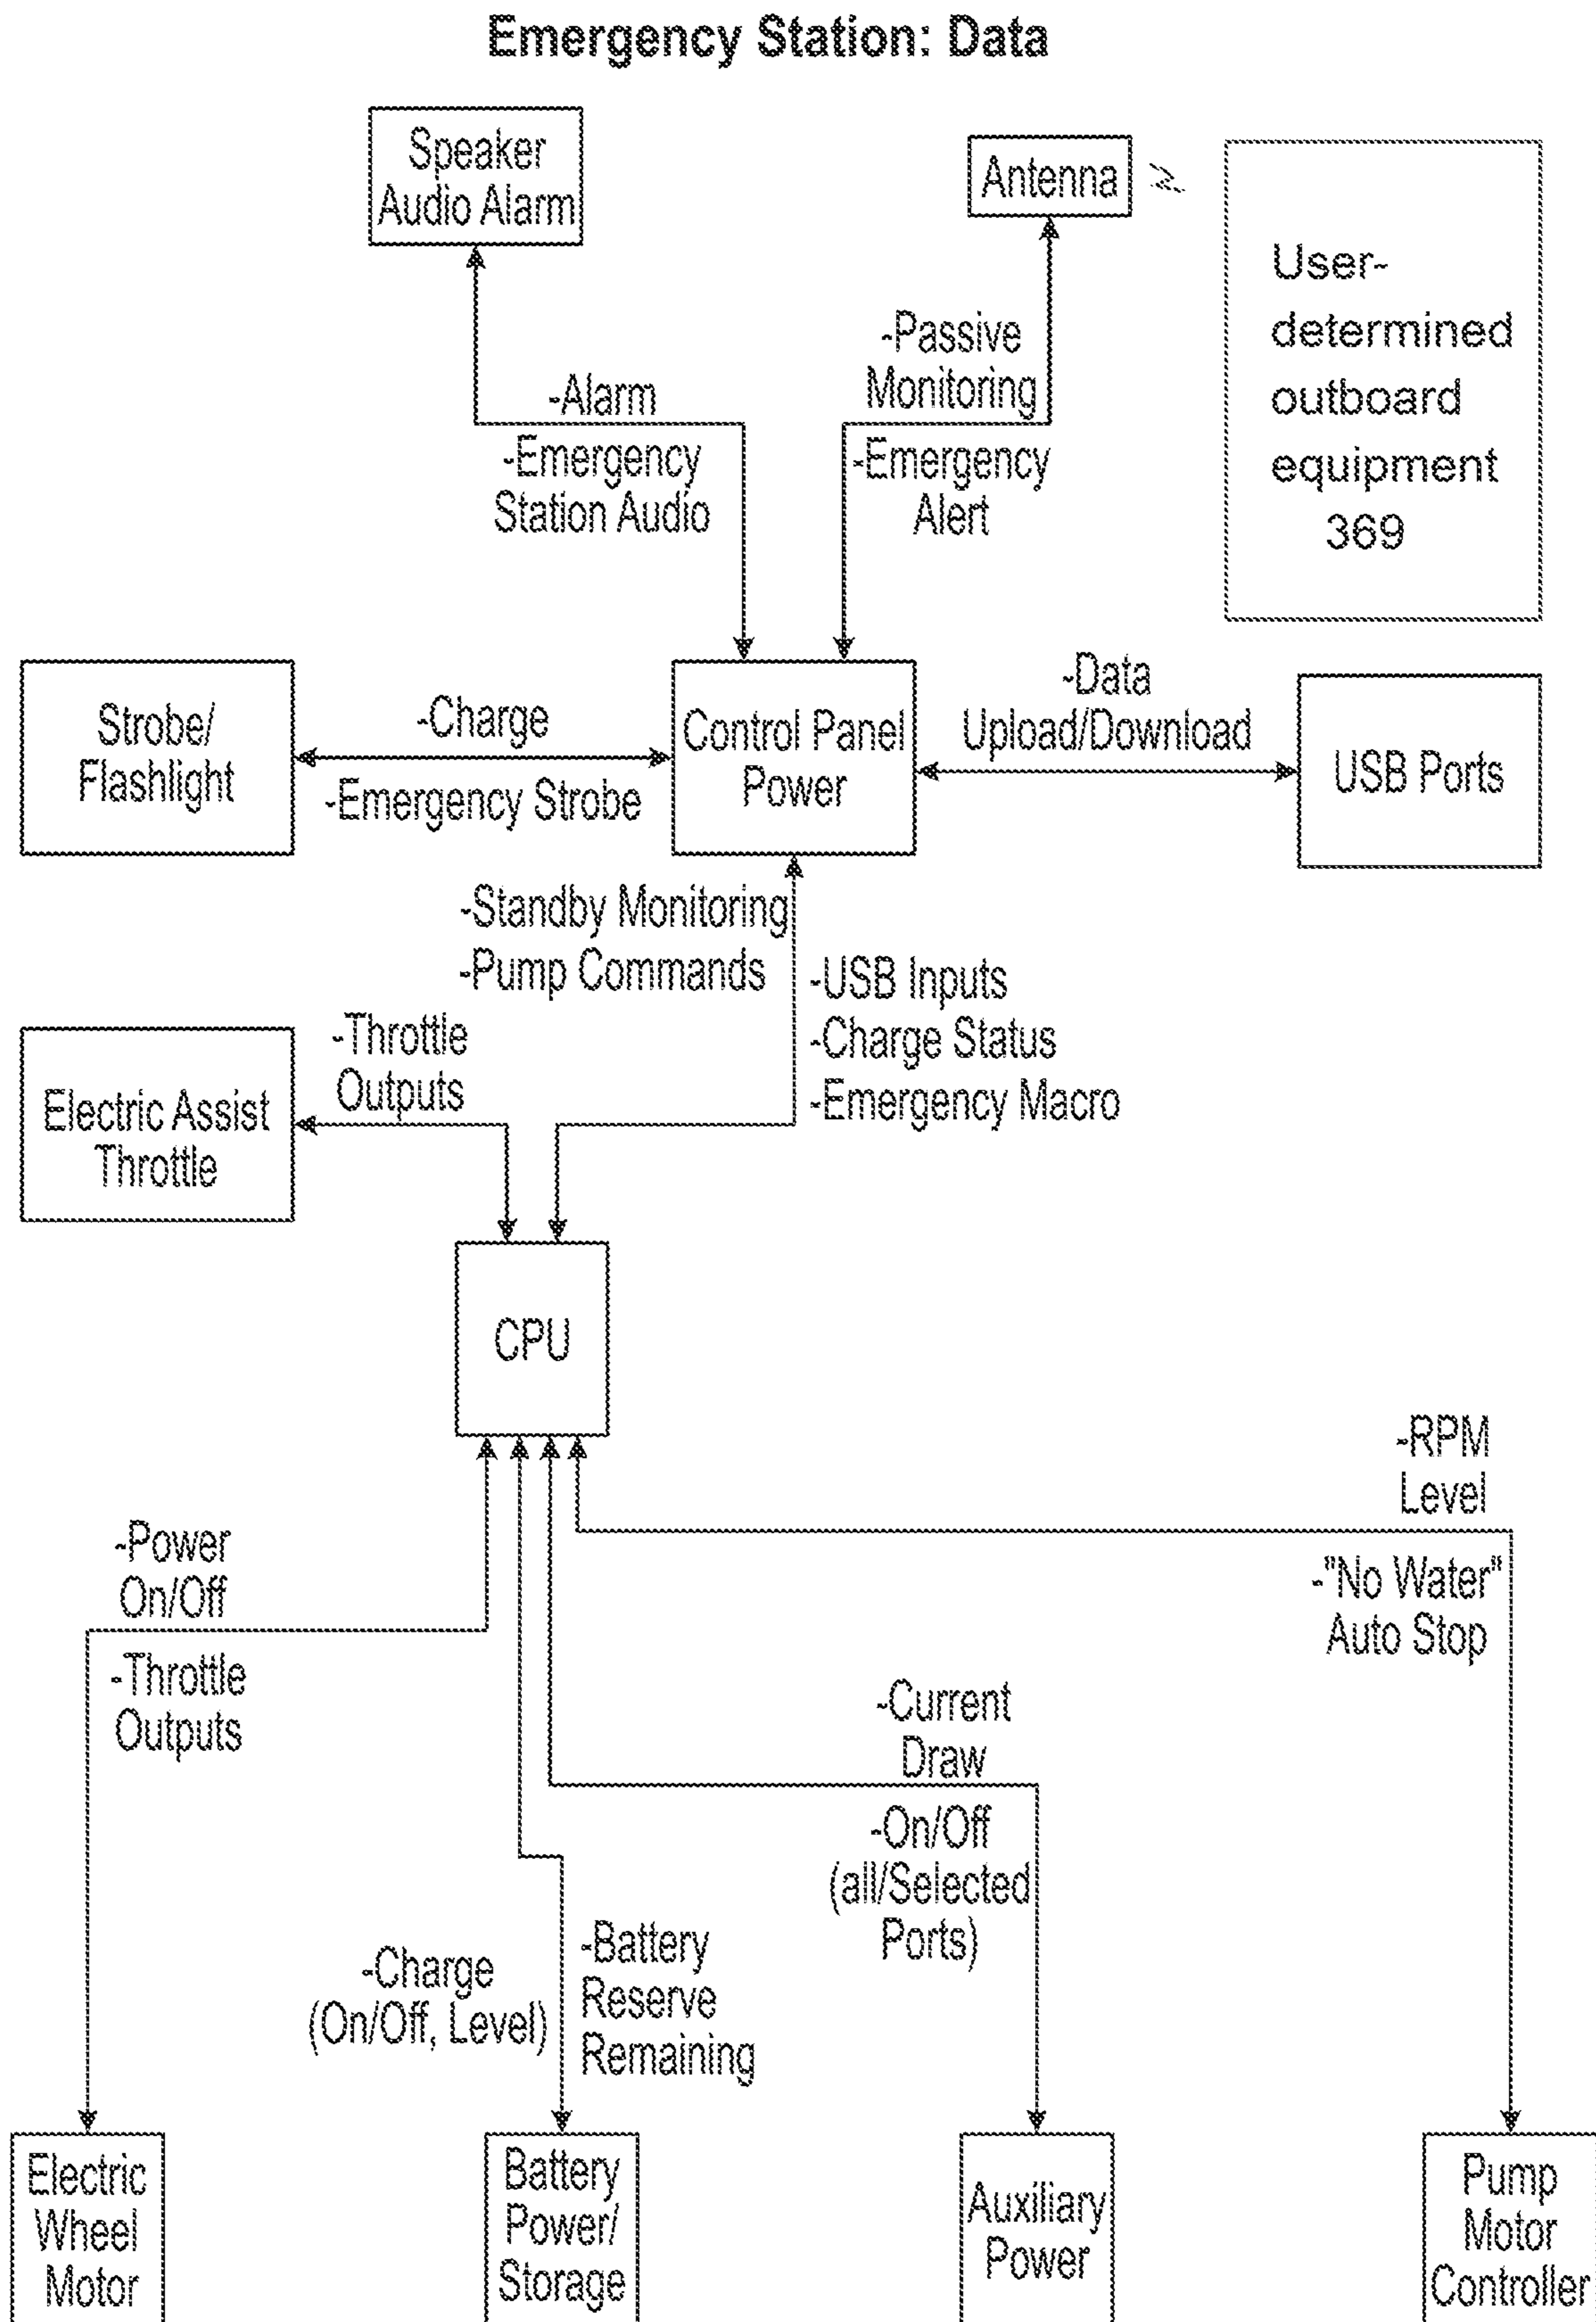 Emergency Station: Data
Speaker
Audio Alarm
Antenna
User-
determined
outboard
equipment
369
-Passive
Monitoring
-Emergency
Alert
-Alarm
-Emergency
Station Audio
Strobe/
Flashlight
-Charge
-Emergency Strobe
Control Panel
Power
-Data
Upload/Download
USB Ports
-Standby Monitoring
-Pump Commands
-USB Inputs
-Charge Status
-Emergency Macro
-Throttle
Outputs
Electric Assist
Throttle
CPU
-RPM
Level
-"No Water"
Auto Stop
-Power
On/Off
-Throttle
Outputs
-Current
Draw
-On/Off
(all/Selected
Ports)
-Charge
(On/Off, Level)
-Battery
Reserve
Remaining
Electric
Wheel
Motor
Battery
Power/
Storage
Auxiliary
Power
Pump
Motor
Controller